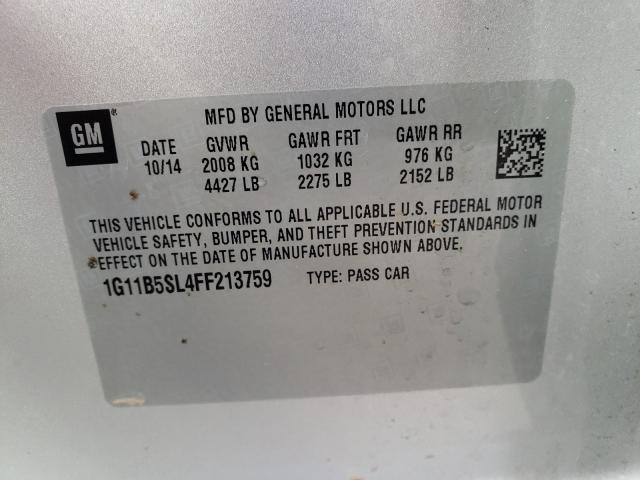 GM ®
MFD BY GENERAL MOTORS LLC
DATE GVWR GAWR FRT GAWR RR
10/14 2008 KG 1032 KG 976 KG
4427 LB 2275 LB 2152 LB
THIS VEHICLE CONFORMS TO ALL APPLICABLE U.S. FEDERAL MOTOR
VEHICLE SAFETY, BUMPER, AND THEFT PREVENTION STANDARDS IN
EFFECT ON THE DATE OF MANUFACTURE SHOWN ABOVE.
1G11B5SL4FF213759 TYPE: PASS CAR